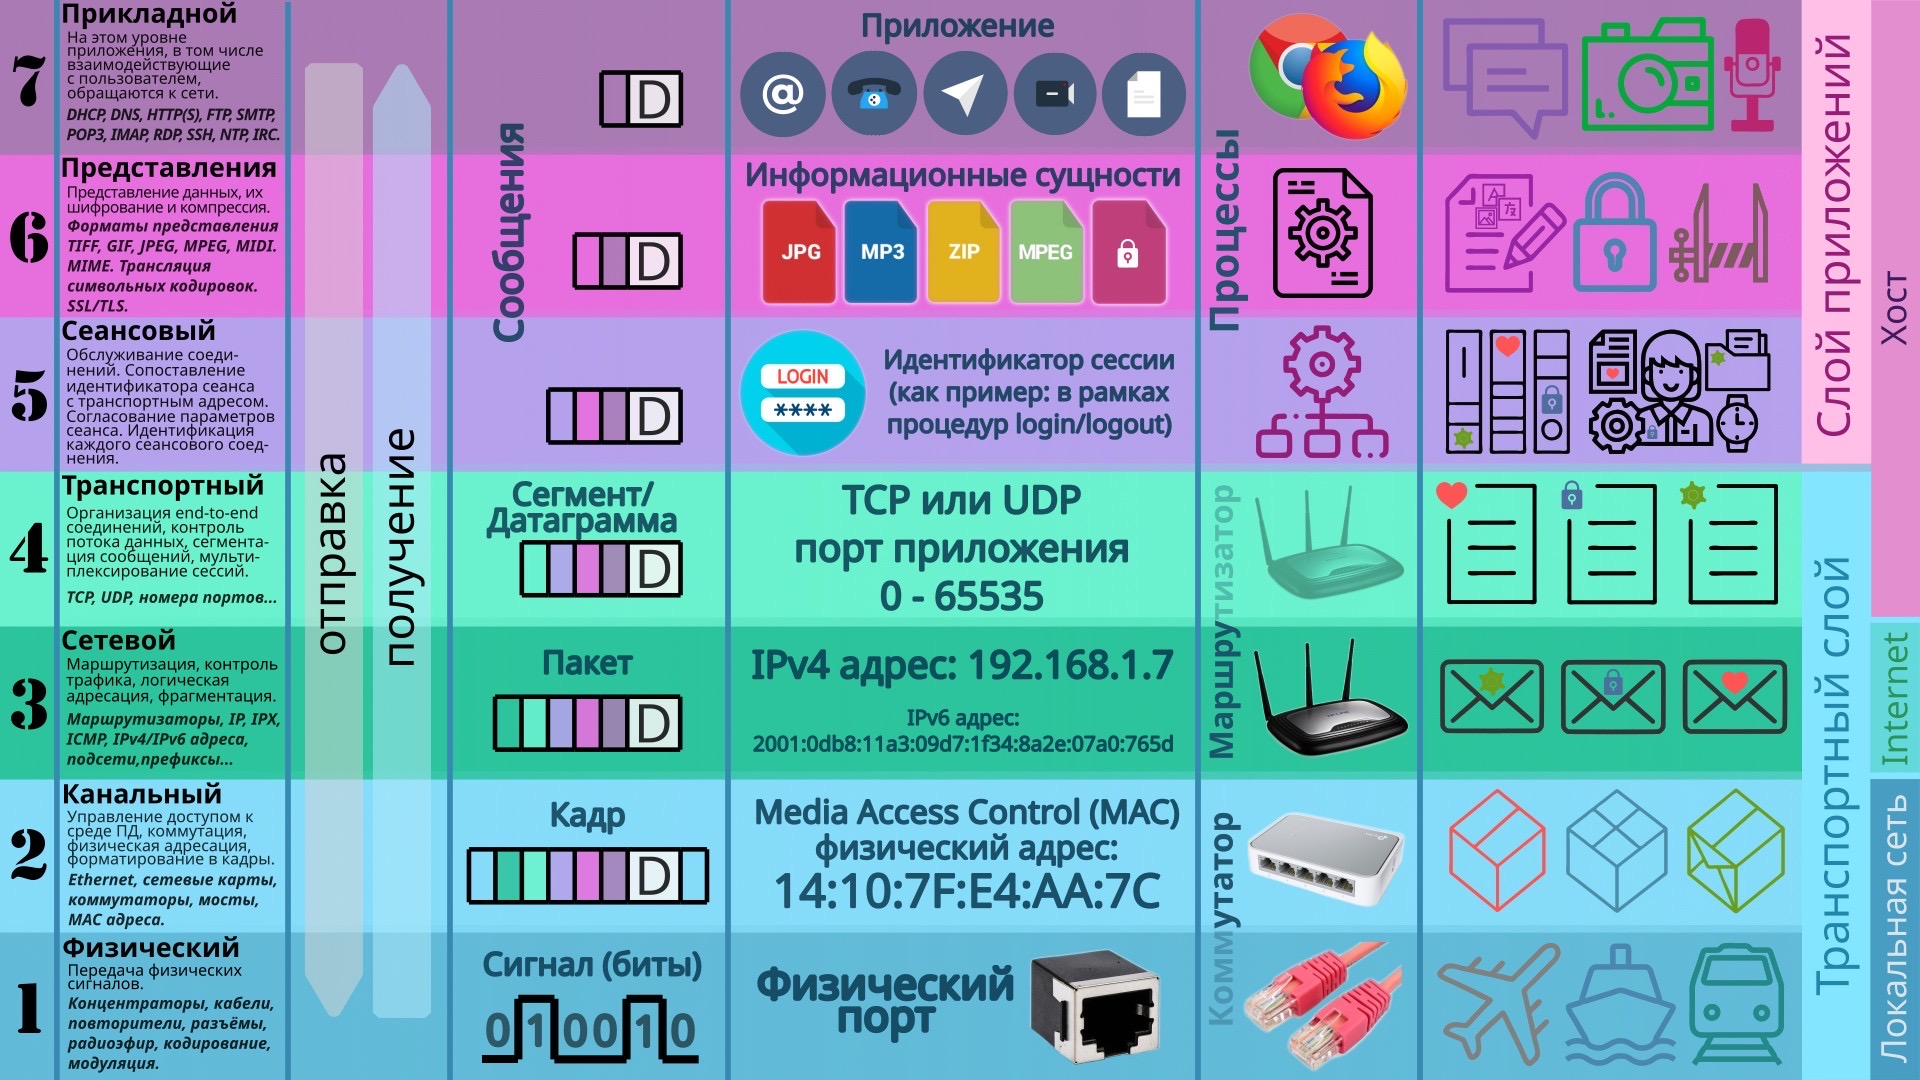 7
Прикладной
На этом уровне
приложения, в том числе
взаимодействующие
с пользователем,
обращаются к сети.
DHCP, DNS, HTTP(S), FTP, SMTP,
POP3, IMAP, RDP, SSH, NTP, IRC.
6
Представления
Представление данных, их
шифрование и компрессия.
Форматы представления
TIFF, GIF, JPEG, MPEG, MIDI.
MIME. Трансляция
символьных кодировок.
SSL/TLS.
5
Сеансовый
Обслуживание соеди-
нений. Сопоставление
идентификатора сеанса
с транспортным адресом.
Согласование параметров
сеанса. Идентификация
каждого сеансового соед-
нения.
4
Транспортный
Организация end-to-end
соединений, контроль
потока данных, сегмента-
ция сообщений, мульти-
плексирование сессий.
TCP, UDP, номера портов...
3
Сетевой
Маршрутизация, контроль
трафика, логическая
адресация, фрагментация.
Маршрутизаторы, IP, IPX,
ICMP, IPv4/IPv6 адреса,
подсети,префиксы...
2
Канальный
Управление доступом к
среде ПД, коммутация,
физическая адресация,
форматирование в кадры.
Ethernet, сетевые карты,
коммутаторы, мосты,
MAC адреса.
1
Физический
Передача физических
сигналов.
Концентраторы, кабели,
повторители, разъёмы,
радиоэфир, кодирование,
модуляция.
отправка
получение
Сообщения
D
D
D
Сегмент/
Датаграмма
D
Пакет
D
Кадр
D
Сигнал (биты)
010010
Приложение
@
Информационные сущности
JPG
MP3
ZIP
MPEG
LOGIN
****
Идентификатор сессии
(как пример: в рамках
процедур login/logout)
TCP или UDP
порт приложения
0 - 65535
IPv4 адрес: 192.168.1.7
IPv6 адрес:
2001:0db8:11a3:09d7:1f34:8a2e:07a0:765d
Media Access Control (MAC)
физический адрес:
14:10:7F:E4:AA:7C
Физический
порт
Процессы
Маршрутизатор
Коммутатор
A
Слой приложений
Транспортный слой
Хост
Internet
Локальная сеть